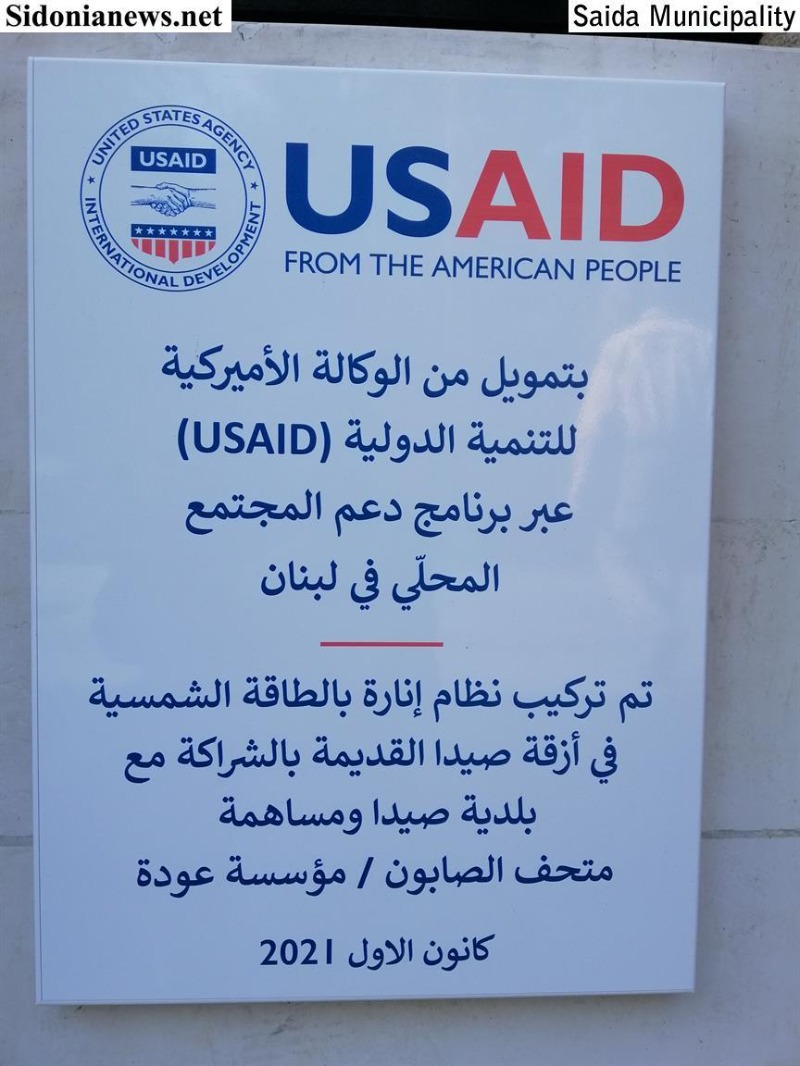 Sidonianews.net
Saida Municipality
UNITED STATES AGENCY
USAID
INTERNATIONAL DEVELOPMENT
USAID
FROM THE AMERICAN PEOPLE
بتمويل من الوكالة الأميركية
للتنمية الدولية (USAID)
عبر برنامج دعم المجتمع
المحلّي في لبنان
تم تركيب نظام إنارة بالطاقة الشمسية
في أزقة صيدا القديمة بالشراكة مع
بلدية صيدا ومساهمة
متحف الصابون / مؤسسة عودة
كانون الاول 2021